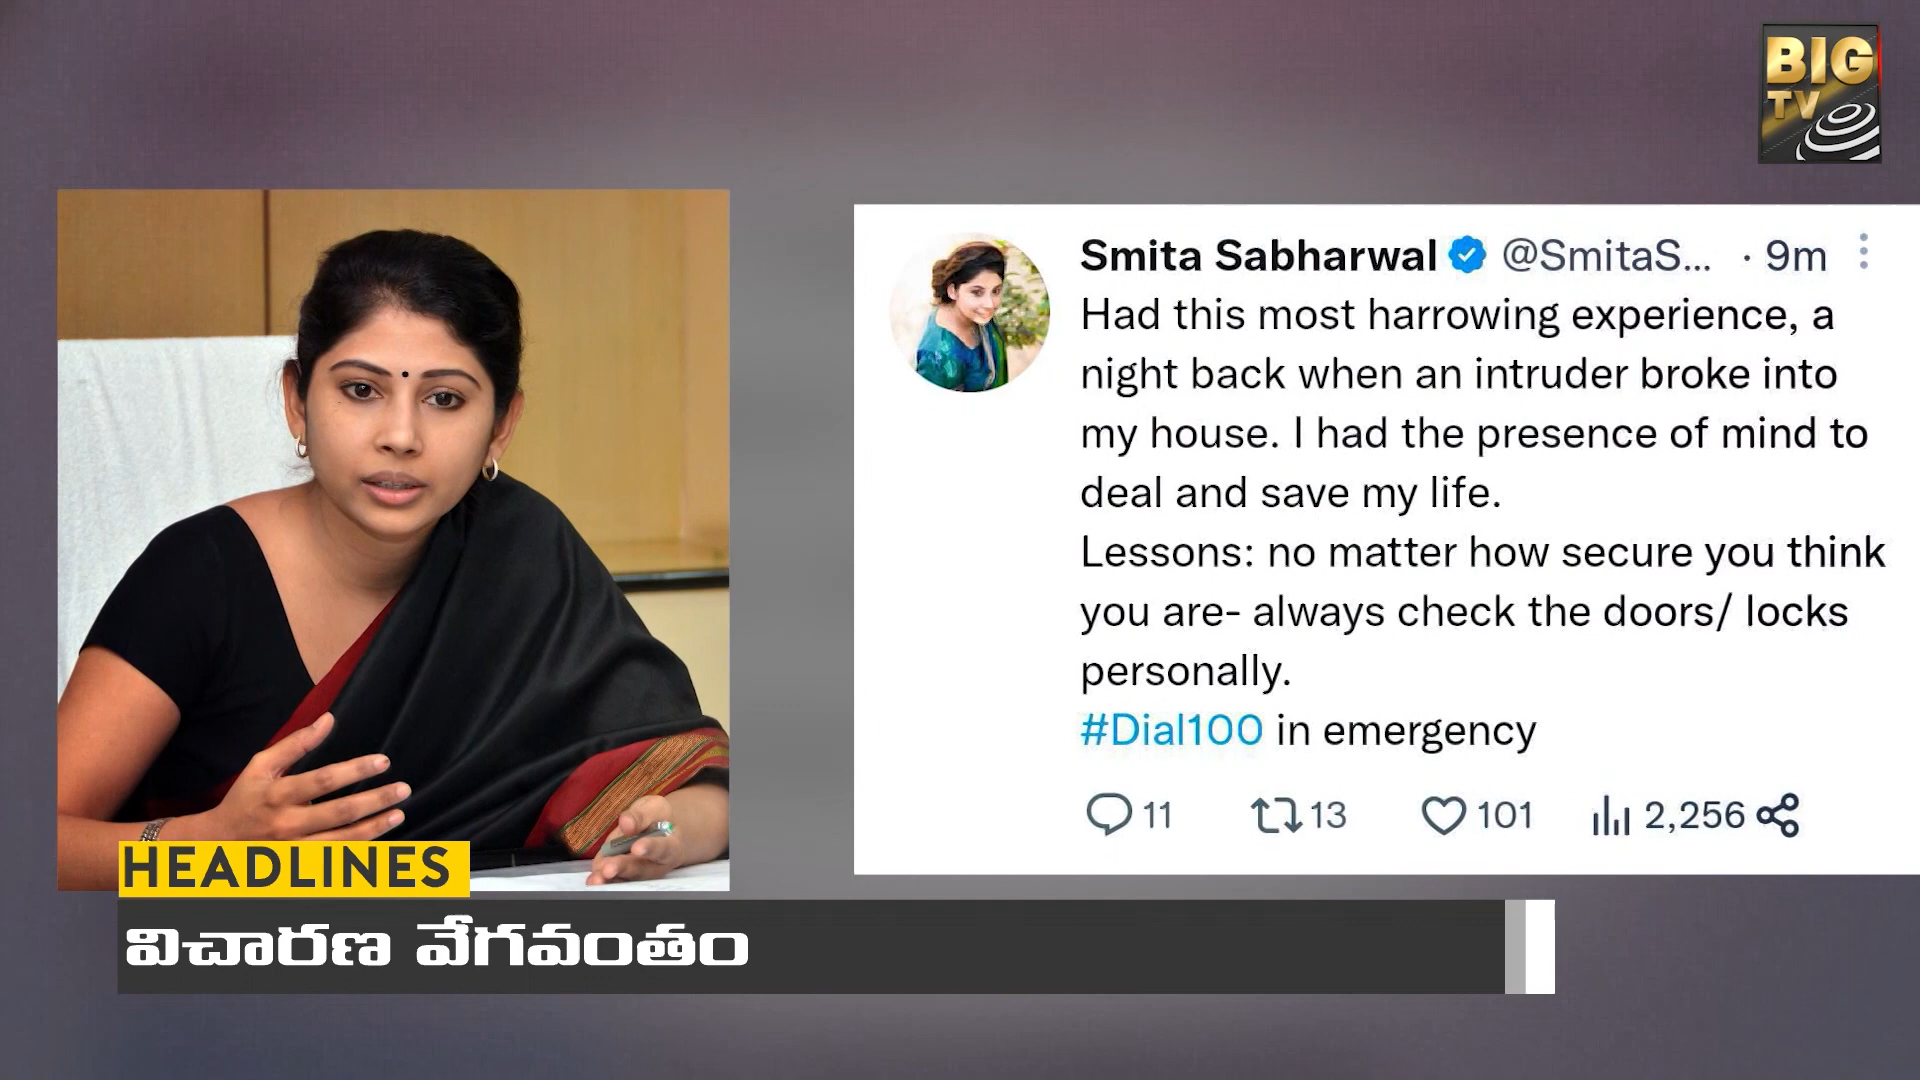 BIG
TV
Smita Sabharwal @SmitaS... · 9m
Had this most harrowing experience, a
night back when an intruder broke into
my house. I had the presence of mind to
deal and save my life.
Lessons: no matter how secure you think
you are- always check the doors/ locks
personally.
#Dial100 in emergency
11 13 101 2,256
HEADLINES
విచారణ వేగవంతం